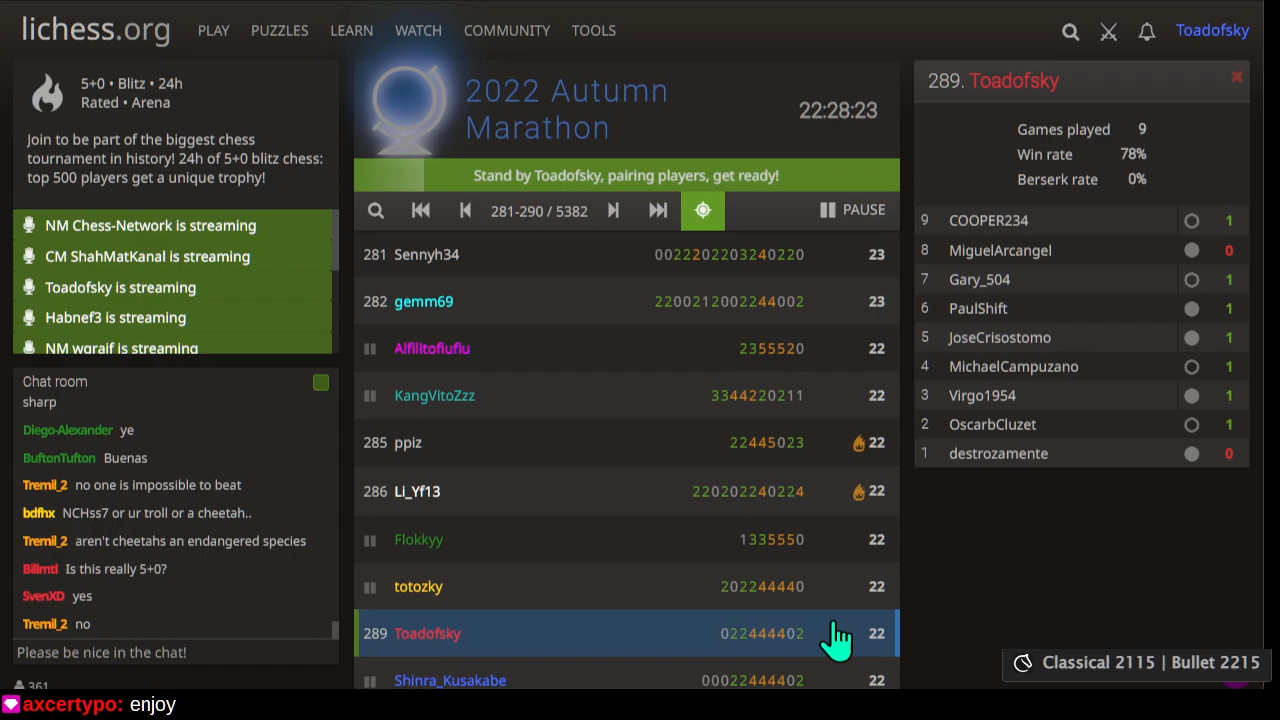 lichess.org PLAY PUZZLES LEARN WATCH COMMUNITY TOOLS Toadofsky
5+0 • Blitz • 24h
Rated • Arena
Join to be part of the biggest chess
tournament in history! 24h of 5+0 blitz chess:
top 500 players get a unique trophy!
NM Chess-Network is streaming
CM ShahMatKanal is streaming
Toadofsky is streaming
Habnef3 is streaming
NM wgraif is streaming
Chat room
sharp
Diego-Alexander ye
BuftonTufton Buenas
Tremil_2 no one is impossible to beat
bdfhx NCHss7 or ur troll or a cheetah..
Tremil_2 aren't cheetahs an endangered species
Billmtl Is this really 5+0?
SvenXD yes
Tremil_2 no
Please be nice in the chat!
361
2022 Autumn
Marathon
22:28:23
Stand by Toadofsky, pairing players, get ready!
281-290 / 5382 PAUSE
281 Sennyh34 0022202203240220 23
282 gemm69 2200212002244002 23
Alfilitofiufiu 2355520 22
KangVitoZzz 33442220211 22
285 ppiz 22445023 22
286 Li_Yf13 220202240224 22
Flokkyy 1335550 22
totozky 202244440 22
289 Toadofsky 022444402 22
Shinra_Kusakabe 00022444402 22
289. Toadofsky
Games played 9
Win rate 78%
Berserk rate 0%
9 COOPER234 1
8 MiguelArcangel 0
7 Gary_504 1
6 PaulShift 1
5 JoseCrisostomo 1
4 MichaelCampuzano 1
3 Virgo1954 1
2 OscarbCluzet 1
1 destrozamente 0
Classical 2115 | Bullet 2215
axcertypo: enjoy